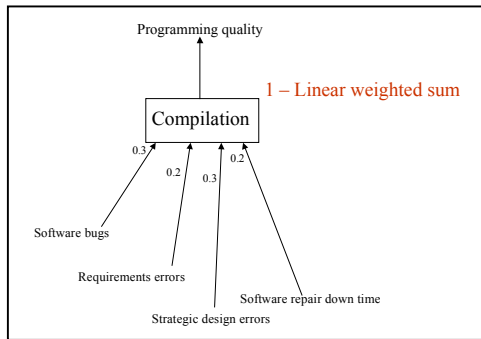 Programming quality
1 – Linear weighted sum
Compilation
0.3
0.2
0.3
0.2
Software bugs
Requirements errors
Software repair down time
Strategic design errors